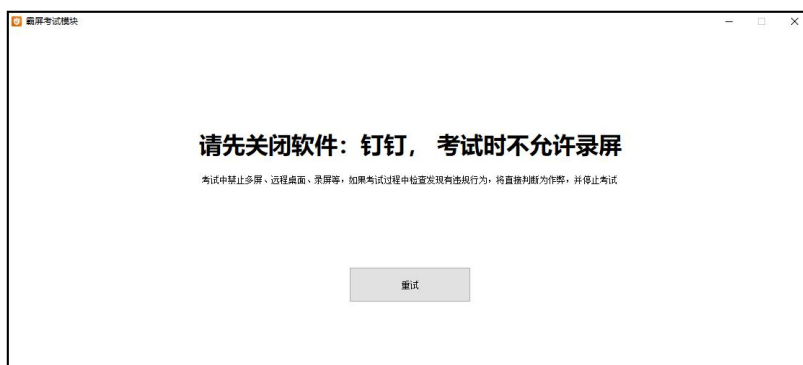 霸屏考试模块
请先关闭软件：钉钉， 考试时不允许录屏
考试中禁止多屏、远程桌面、录屏等，如果考试过程中检查发现有违规行为，将直接判断为作弊，并停止考试
重试